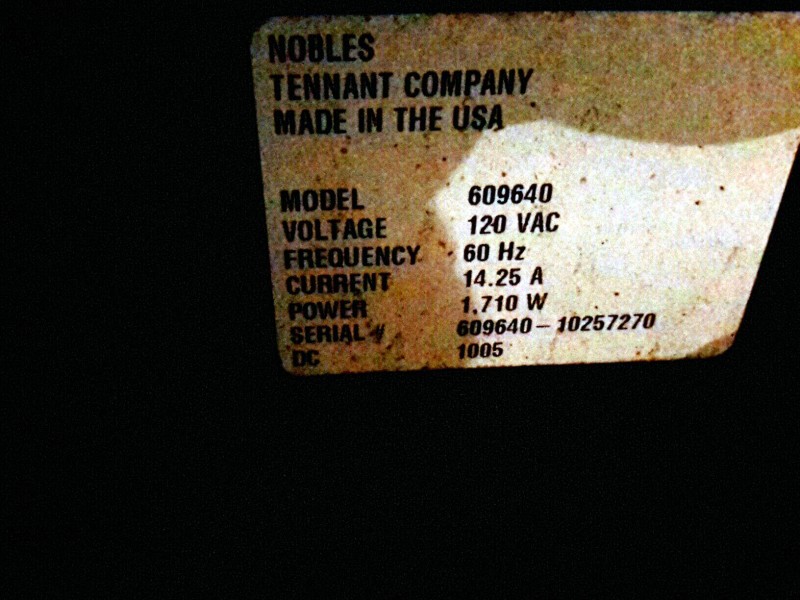 NOBLES
TENNANT COMPANY
MADE IN THE USA
MODEL 609640
VOLTAGE 120 VAC
FREQUENCY 60 Hz
CURRENT 14.25 A
POWER 1,710 W
SERIAL # 609640-10257270
DC 1005